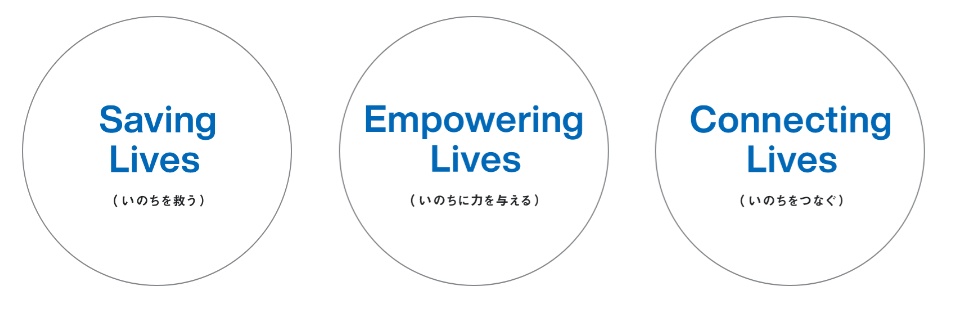 Saving
Lives
(いのちを救う)
Empowering
Lives
(いのちに力を与える)
Connecting
Lives
(いのちをつなぐ)